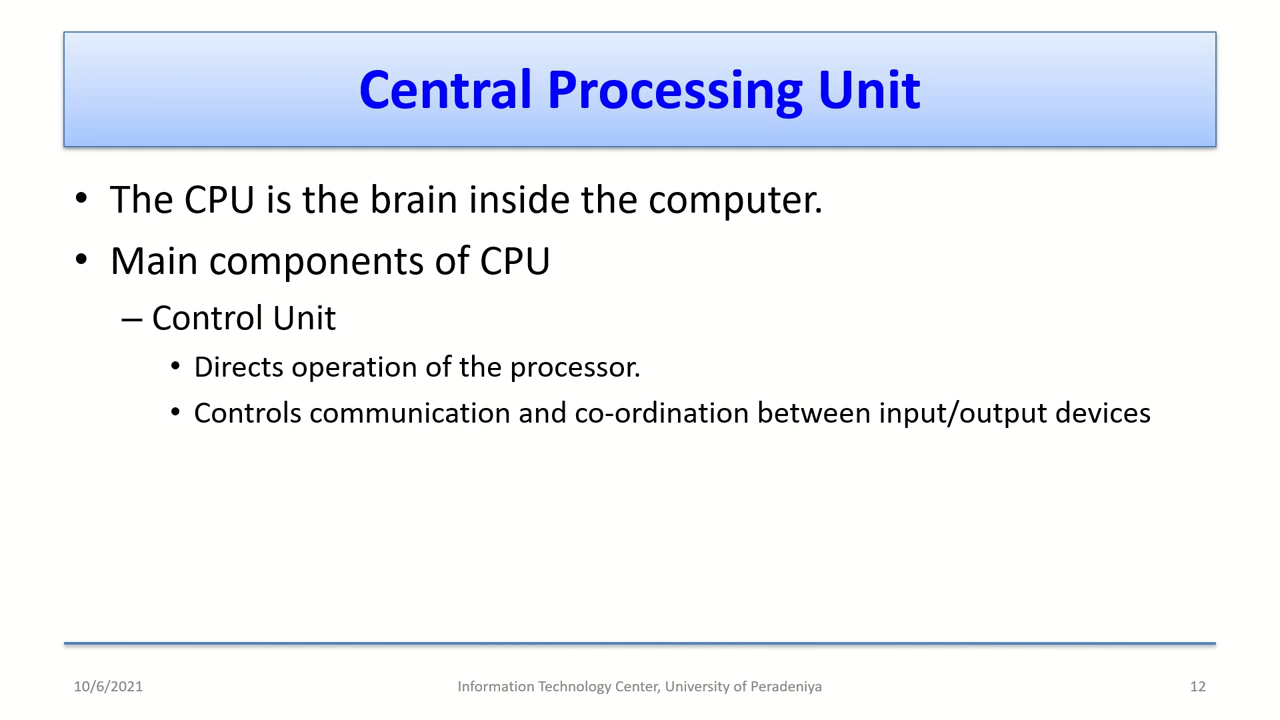 Central Processing Unit
• The CPU is the brain inside the computer.
• Main components of CPU
– Control Unit
• Directs operation of the processor.
• Controls communication and co-ordination between input/output devices
10/6/2021
Information Technology Center, University of Peradeniya
12